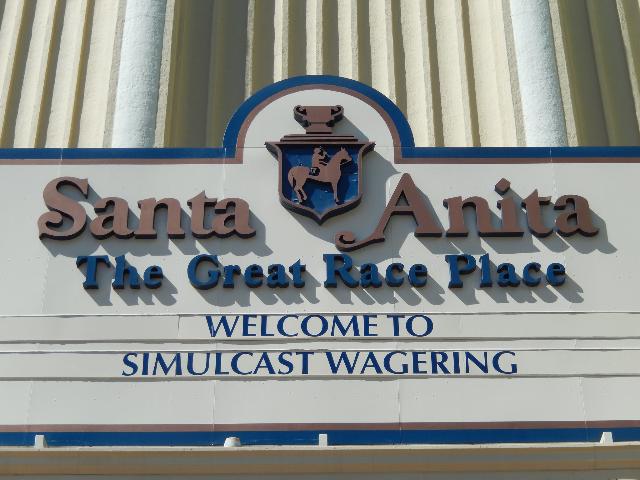 Santa Anita
The Great Race Place
WELCOME TO
SIMULCAST WAGERING